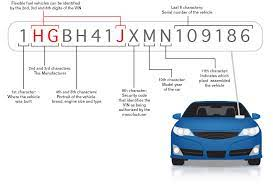 Flexible fuel vehicles can be identified
by the 2nd, 3rd and 8th digits of the VIN
Last 6 characters:
Serial number of the vehicle
1HGBH41JXMN109186
2nd and 3rd characters:
The Manufacturers
10th character:
Model year
of the car
1st character:
Where the vehicle
was built
4th and 8th characters:
Portrait of the vehicle
brand, engine size and type
9th character:
Security code
that identifies the VIN
as being authorized
by the manufacturer
11th character:
Indicates which plant
assembled the
vehicle